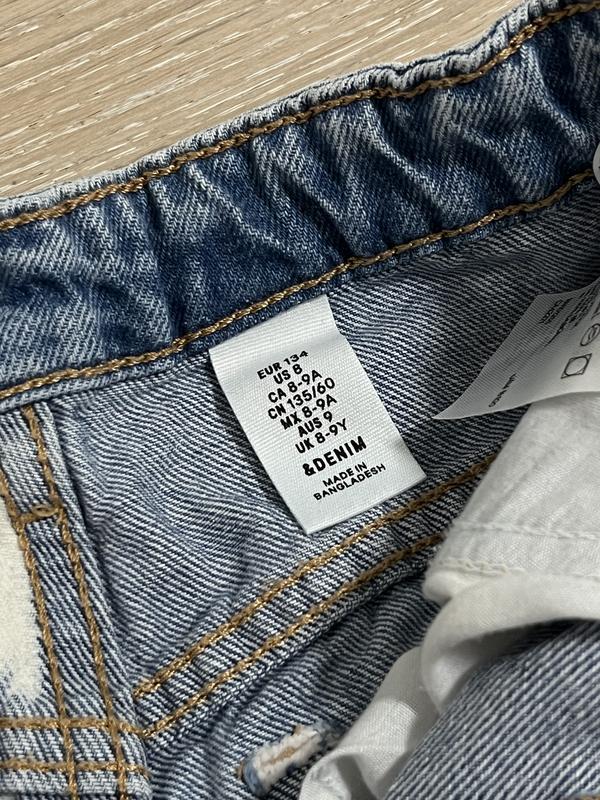 EUR 134
US 8
CA 8-9A
CN 135/60
MX 8-9A
AUS 9
UK 8-9Y
&DENIM
MADE IN
BANGLADESH